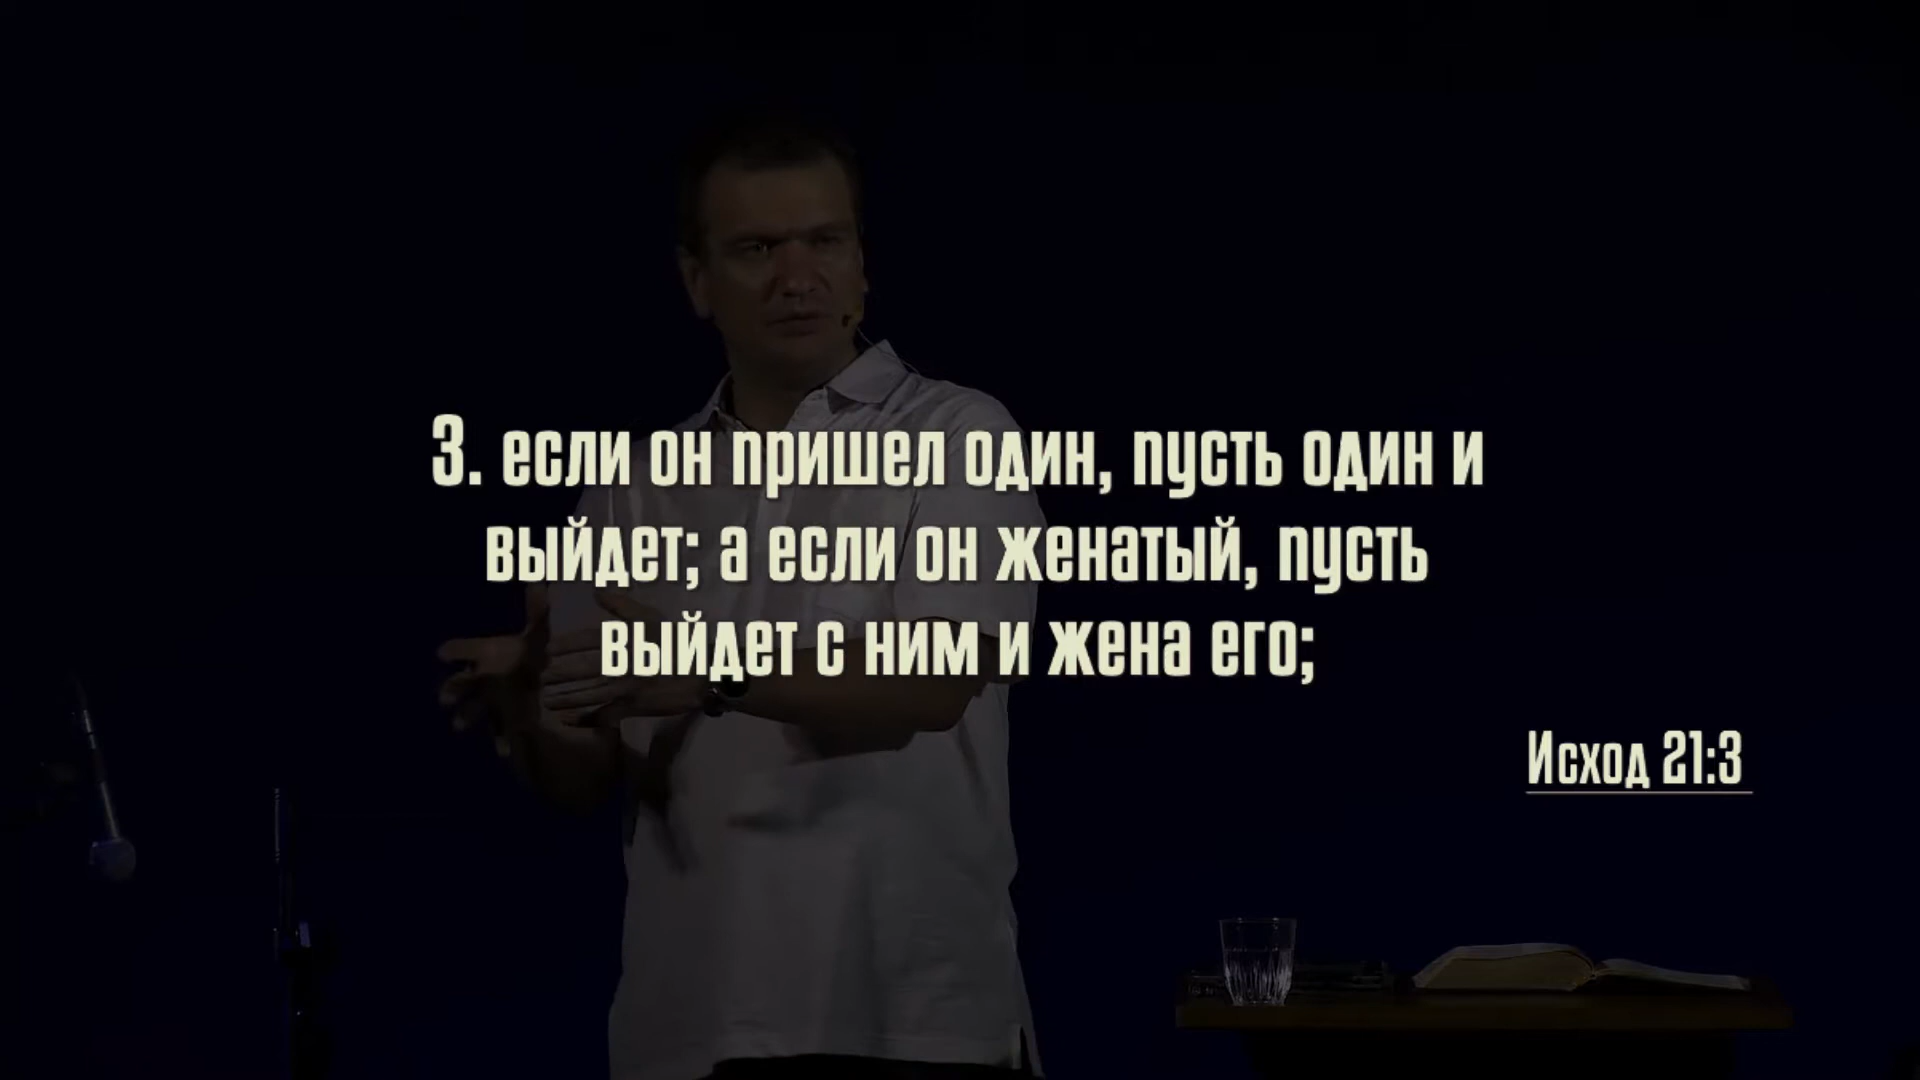 3. если он пришел один, пусть один и
выйдет; а если он женатый, пусть
выйдет с ним и жена его;
Исход 21:3